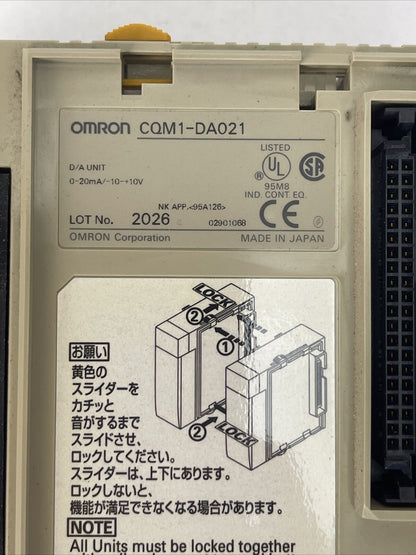 OMRON CQM1-DA021
LISTED
D/A UNIT
0-20mA/-10-+10V
UL
®
SA
95M8
IND. CONT. EQ.
NK APP.<95A126>
LOT No. 2026
02901068
CE
OMRON Corporation
MADE IN JAPAN
LOCK
②
①
②
LOCK
お願い
黄色の
スライダーを
カチッと
音がするまで
スライドさせ、
ロックしてください。
スライダーは、上下にあります。
ロックしないと、
機能が満足できなくなる場合があります。
NOTE
All Units must be locked together